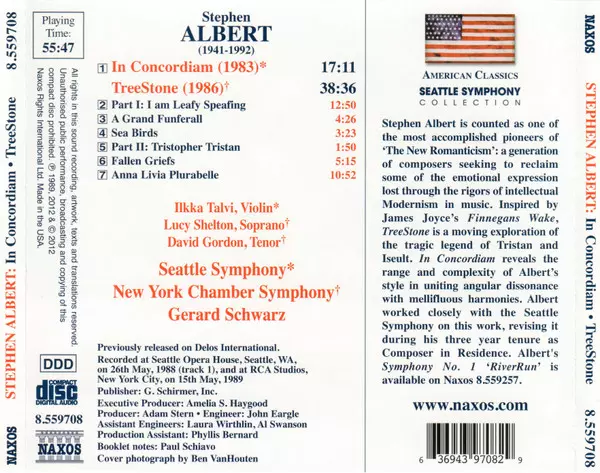 8.559708
STEPHEN ALBERT: In Concordiam • TreeStone
NAXOS
Playing
Time:
55:47
All rights in this sound recording, artwork, texts and translations reserved.
Unauthorised public performance, broadcasting and copying of this
compact disc prohibited. ℗ 1989, 2012 & © 2012
Naxos Rights International Ltd. Made in the USA.
DDD
COMPACT
disc
DIGITAL AUDIO
8.559708
NAXOS
Stephen
ALBERT
(1941-1992)
1 In Concordiam (1983)* 17:11
TreeStone (1986)† 38:36
2 Part I: I am Leafy Speafing 12:50
3 A Grand Funferall 4:26
4 Sea Birds 3:23
5 Part II: Tristopher Tristan 1:50
6 Fallen Griefs 5:15
7 Anna Livia Plurabelle 10:52
Ilkka Talvi, Violin*
Lucy Shelton, Soprano†
David Gordon, Tenor†
Seattle Symphony*
New York Chamber Symphony†
Gerard Schwarz
Previously released on Delos International.
Recorded at Seattle Opera House, Seattle, WA,
on 26th May, 1988 (track 1), and at RCA Studios,
New York City, on 15th May, 1989
Publisher: G. Schirmer, Inc.
Executive Producer: Amelia S. Haygood
Producer: Adam Stern • Engineer: John Eargle
Assistant Engineers: Laura Wirthlin, Al Swanson
Production Assistant: Phyllis Bernard
Booklet notes: Paul Schiavo
Cover photograph by Ben VanHouten
AMERICAN CLASSICS
SEATTLE SYMPHONY
COLLECTION
Stephen Albert is counted as one of
the most accomplished pioneers of
‘The New Romanticism’: a generation
of composers seeking to reclaim
some of the emotional expression
lost through the rigors of intellectual
Modernism in music. Inspired by
James Joyce’s Finnegans Wake,
TreeStone is a moving exploration of
the tragic legend of Tristan and
Iseult. In Concordiam reveals the
range and complexity of Albert’s
style in uniting angular dissonance
with mellifluous harmonies. Albert
worked closely with the Seattle
Symphony on this work, revising it
during his three year tenure as
Composer in Residence. Albert's
Symphony No. 1 ‘RiverRun’ is
available on Naxos 8.559257.
www.naxos.com
6 36943 97082 9
NAXOS
STEPHEN ALBERT: In Concordiam • TreeStone
8.559708